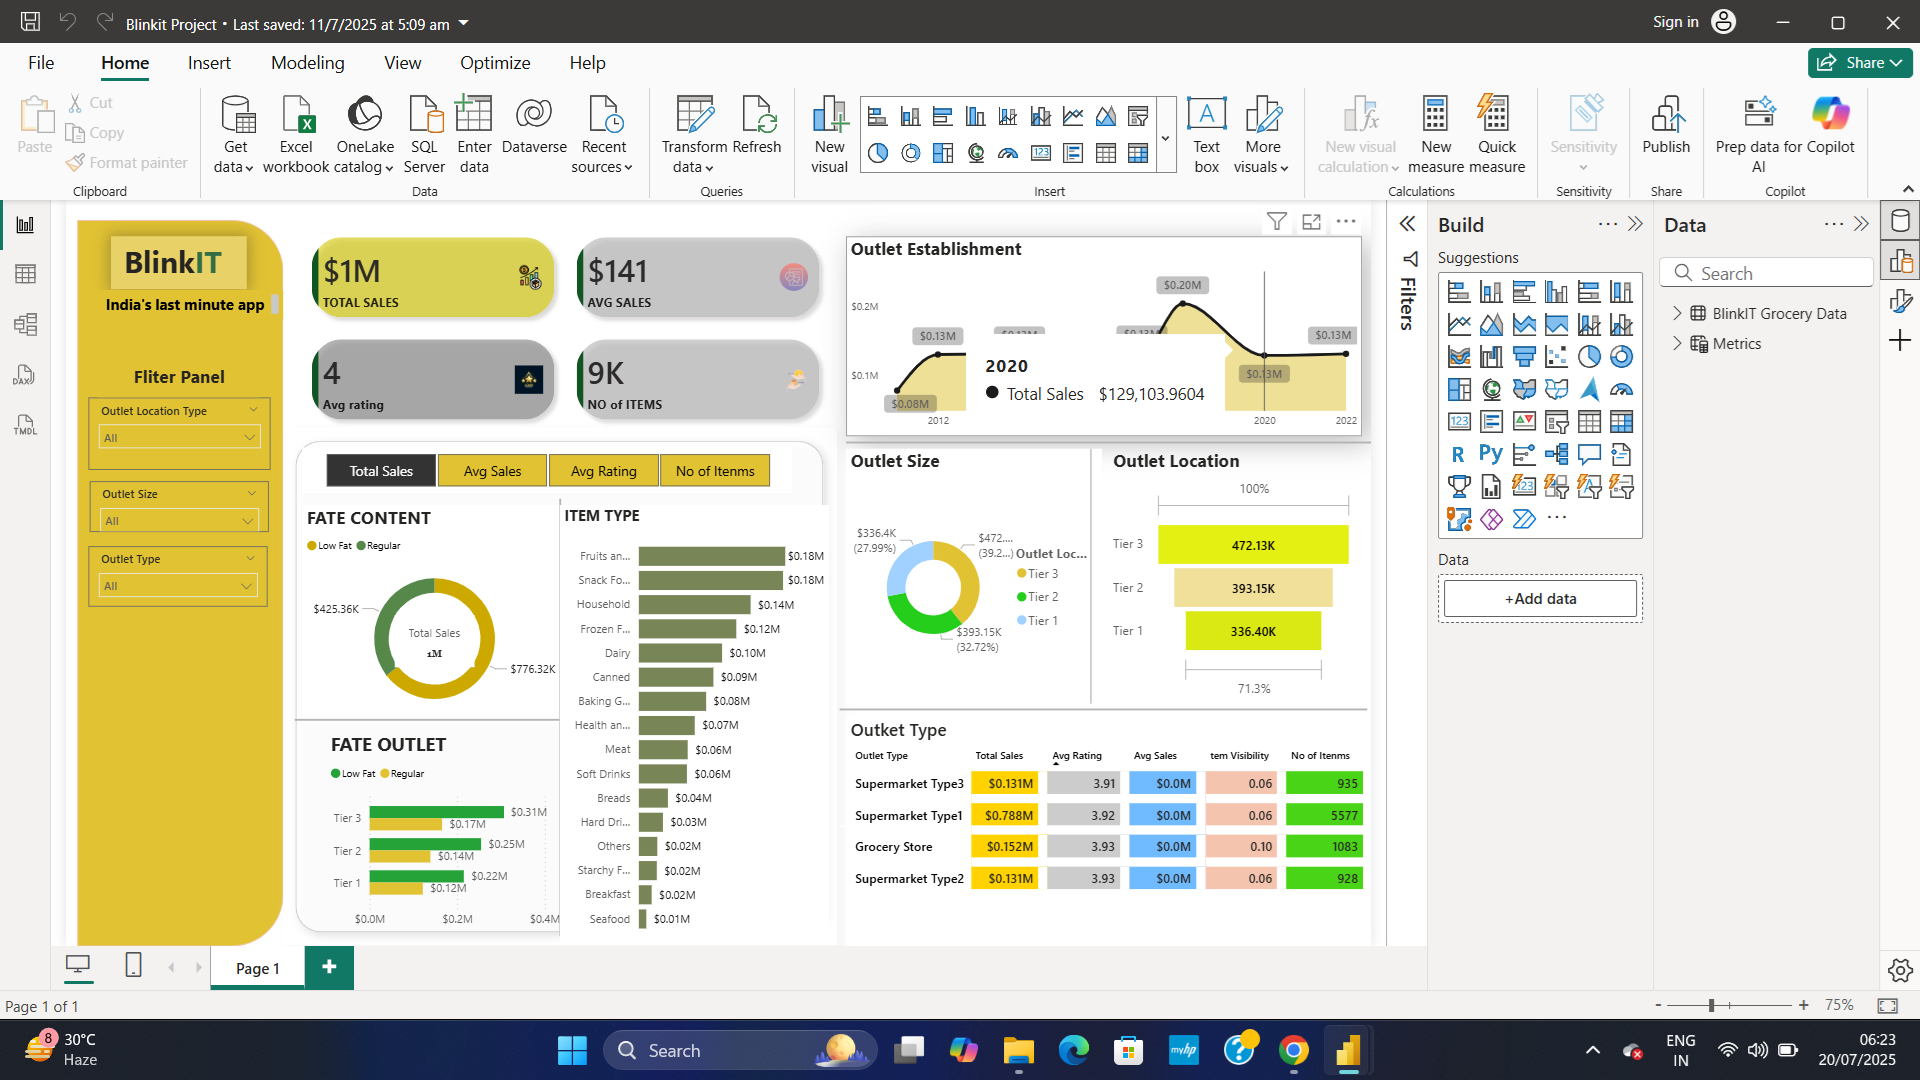 Blinkit Project • Last saved: 11/7/2025 at 5:09 am
Sign in
File Home Insert Modeling View Optimize Help
Share
Paste
Cut
Copy
Format painter
Clipboard
Get data
Excel workbook
OneLake catalog
SQL Server
Enter data
Dataverse
Recent sources
Data
Transform data
Refresh
Queries
New visual
Text box
More visuals
Insert
New visual calculation
New measure
Quick measure
Calculations
Sensitivity
Sensitivity
Publish
Share
Prep data for AI
Copilot
Copilot
DAX
TMDL
BlinkIT
India's last minute app
Fliter Panel
Outlet Location Type
All
Outlet Size
All
Outlet Type
All
$1M
TOTAL SALES
$141
AVG SALES
4
Avg rating
9K
NO of ITEMS
Total Sales
Avg Sales
Avg Rating
No of Itenms
FATE CONTENT
Low Fat Regular
$425.36K
Total Sales
1M
$776.32K
FATE OUTLET
Low Fat Regular
Tier 3 $0.31M
$0.17M
Tier 2 $0.25M
$0.14M
Tier 1 $0.22M
$0.12M
$0.0M $0.2M $0.4M
ITEM TYPE
Fruits an... $0.18M
Snack Fo... $0.18M
Household $0.14M
Frozen F... $0.12M
Dairy $0.10M
Canned $0.09M
Baking G... $0.08M
Health an... $0.07M
Meat $0.06M
Soft Drinks $0.06M
Breads $0.04M
Hard Dri... $0.03M
Others $0.02M
Starchy F... $0.02M
Breakfast $0.02M
Seafood $0.01M
Outlet Establishment
$0.20M
$0.2M
$0.13M
$0.13M
$0.1M
$0.13M
$0.08M
2012 2020 2022
2020
Total Sales $129,103.9604
Outlet Size
$336.4K
(27.99%)
$472....
(39.2...)
$393.15K
(32.72%)
Outlet Loc...
Tier 3
Tier 2
Tier 1
Outlet Location
100%
Tier 3 472.13K
Tier 2 393.15K
Tier 1 336.40K
71.3%
Outket Type
Outlet Type Total Sales Avg Rating Avg Sales tem Visibility No of Itenms
Supermarket Type3 $0.131M 3.91 $0.0M 0.06 935
Supermarket Type1 $0.788M 3.92 $0.0M 0.06 5577
Grocery Store $0.152M 3.93 $0.0M 0.10 1083
Supermarket Type2 $0.131M 3.93 $0.0M 0.06 928
Filters
Build
Suggestions
R Py
123
Data
+Add data
Data
Search
BlinkIT Grocery Data
Metrics
Page 1
Page 1 of 1
- + 75%
8
30°C
Haze
Search
myhp
ENG
IN
06:23
20/07/2025